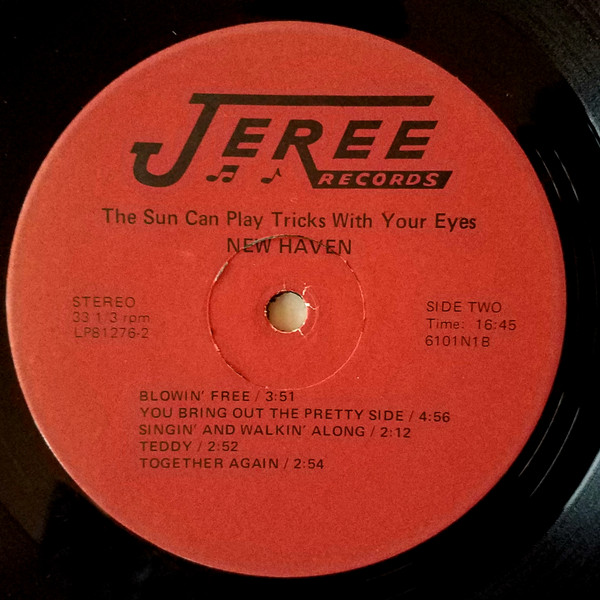 JEREE
RECORDS
The Sun Can Play Tricks With Your Eyes
NEW HAVEN
STEREO
33 1/3 rpm
LP81276-2
SIDE TWO
Time: 16:45
6101N1B
BLOWIN' FREE / 3:51
YOU BRING OUT THE PRETTY SIDE / 4:56
SINGIN' AND WALKIN' ALONG / 2:12
TEDDY / 2:52
TOGETHER AGAIN / 2:54